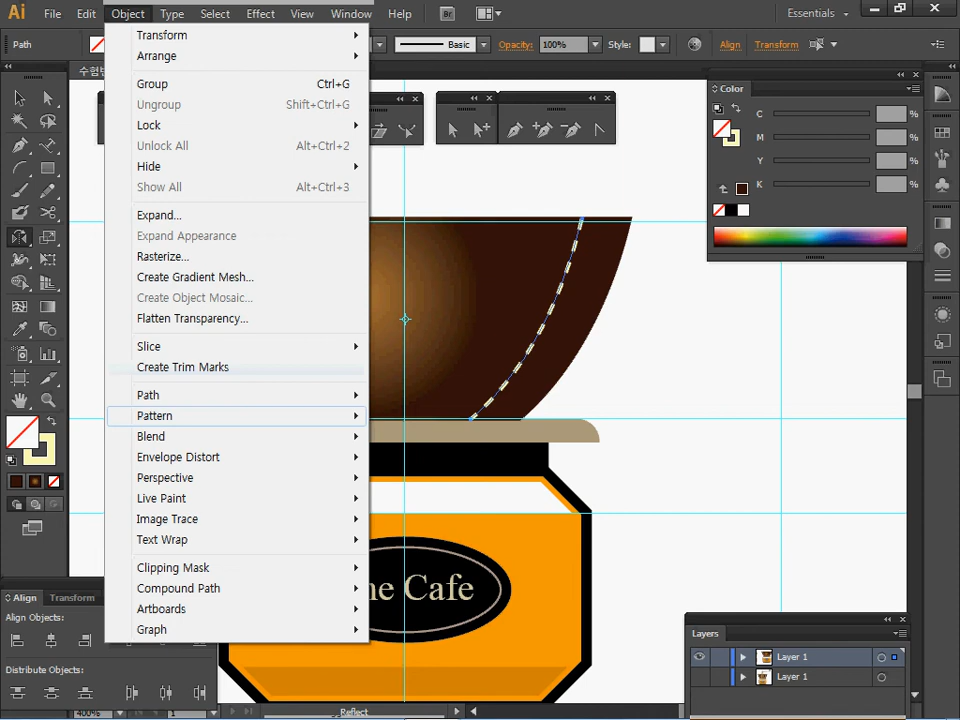 Ai File Edit Object Type Select Effect View Window Help Br Essentials
Path Basic Opacity: 100% Style: Align Transform
Transform
Arrange
Group Ctrl+G
Ungroup Shift+Ctrl+G
Lock
Unlock All Alt+Ctrl+2
Hide
Show All Alt+Ctrl+3
Expand...
Expand Appearance
Rasterize...
Create Gradient Mesh...
Create Object Mosaic...
Flatten Transparency...
Slice
Create Trim Marks
Path
Pattern
Blend
Envelope Distort
Perspective
Live Paint
Image Trace
Text Wrap
Clipping Mask
Compound Path
Artboards
Graph
Color
C %
M %
Y %
K %
Cafe
Align Transform
Align Objects:
Distribute Objects:
Layers
Layer 1
Layer 1
400% 1 Reflect